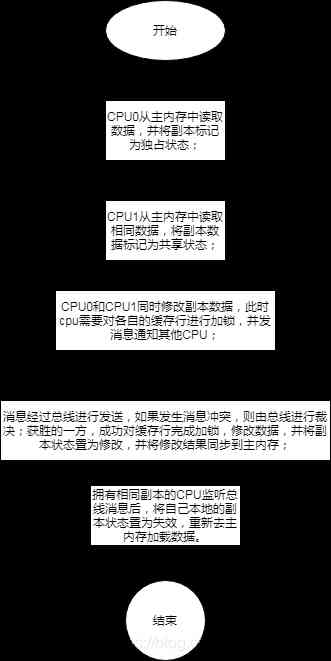 开始
CPU0从主内存中读取
数据，并将副本标记
为独占状态；
CPU1从主内存中读取
相同数据，将副本数
据标记为共享状态；
CPU0和CPU1同时修改副本数据，此时
cpu需要对各自的缓存行进行加锁，并发
消息通知其他CPU；
消息经过总线进行发送，如果发生消息冲突，则由总线进行裁
决；获胜的一方，成功对缓存行完成加锁，修改数据，并将副
本状态置为修改，并将修改结果同步到主内存；
拥有相同副本的CPU监听总
线消息后，将自己本地的副
本状态置为失效，重新去主
内存加载数据。
结束